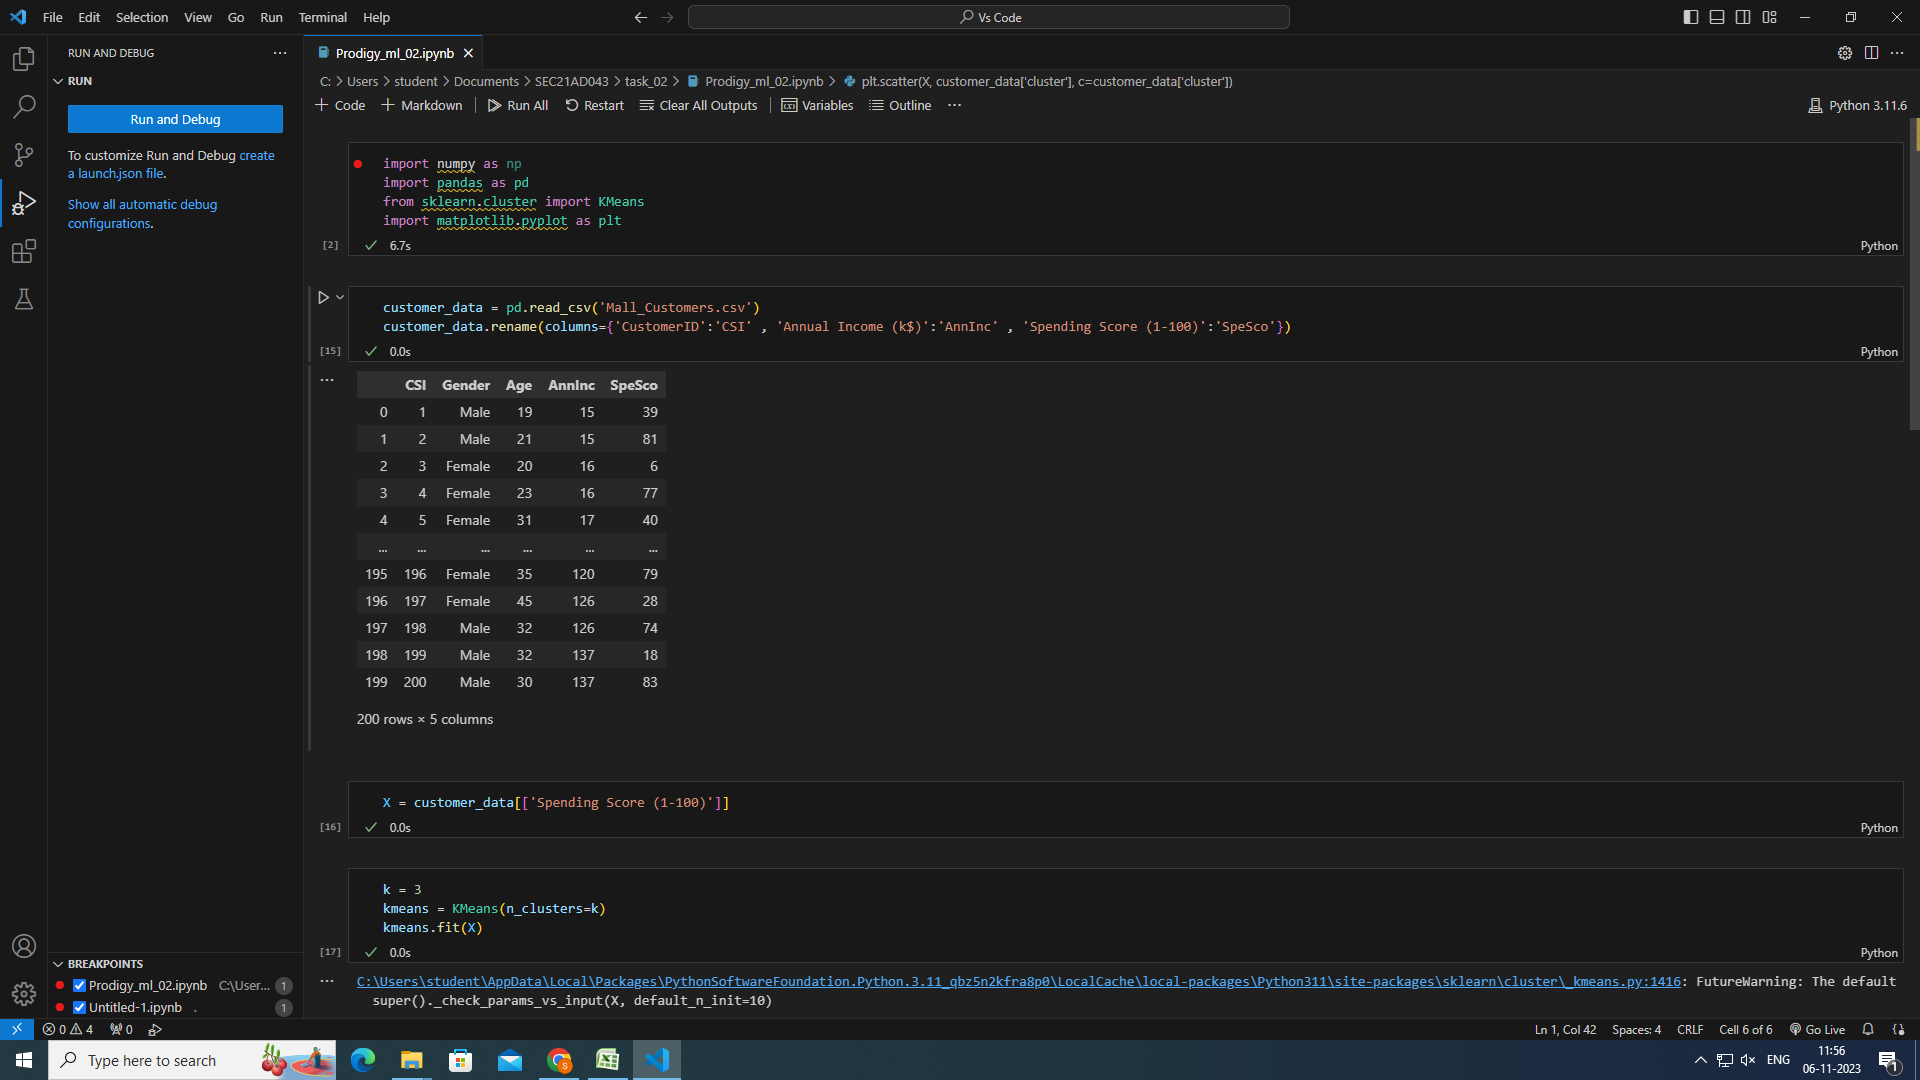 File Edit Selection View Go Run Terminal Help
Vs Code
RUN AND DEBUG
RUN
Run and Debug
To customize Run and Debug create
a launch.json file.
Show all automatic debug
configurations.
BREAKPOINTS
Prodigy_ml_02.ipynb C:\User... 1
Untitled-1.ipynb . 1
Prodigy_ml_02.ipynb
C: > Users > student > Documents > SEC21AD043 > task_02 > Prodigy_ml_02.ipynb > plt.scatter(X, customer_data['cluster'], c=customer_data['cluster'])
+ Code + Markdown Run All Restart Clear All Outputs Variables Outline ... Python 3.11.6
import numpy as np
import pandas as pd
from sklearn.cluster import KMeans
import matplotlib.pyplot as plt
[2] 6.7s Python
customer_data = pd.read_csv('Mall_Customers.csv')
customer_data.rename(columns={'CustomerID':'CSI' , 'Annual Income (k$)':'AnnInc' , 'Spending Score (1-100)':'SpeSco'})
[15] 0.0s Python
CSI Gender Age AnnInc SpeSco
0 1 Male 19 15 39
1 2 Male 21 15 81
2 3 Female 20 16 6
3 4 Female 23 16 77
4 5 Female 31 17 40
... ... ... ... ... ...
195 196 Female 35 120 79
196 197 Female 45 126 28
197 198 Male 32 126 74
198 199 Male 32 137 18
199 200 Male 30 137 83
200 rows × 5 columns
X = customer_data[['Spending Score (1-100)']]
[16] 0.0s Python
k = 3
kmeans = KMeans(n_clusters=k)
kmeans.fit(X)
[17] 0.0s Python
C:\Users\student\AppData\Local\Packages\PythonSoftwareFoundation.Python.3.11_qbz5n2kfra8p0\LocalCache\local-packages\Python311\site-packages\sklearn\cluster\_kmeans.py:1416: FutureWarning: The default
super()._check_params_vs_input(X, default_n_init=10)
0 4 0 Ln 1, Col 42 Spaces: 4 CRLF Cell 6 of 6 Go Live
Type here to search
ENG
11:56
06-11-2023
1